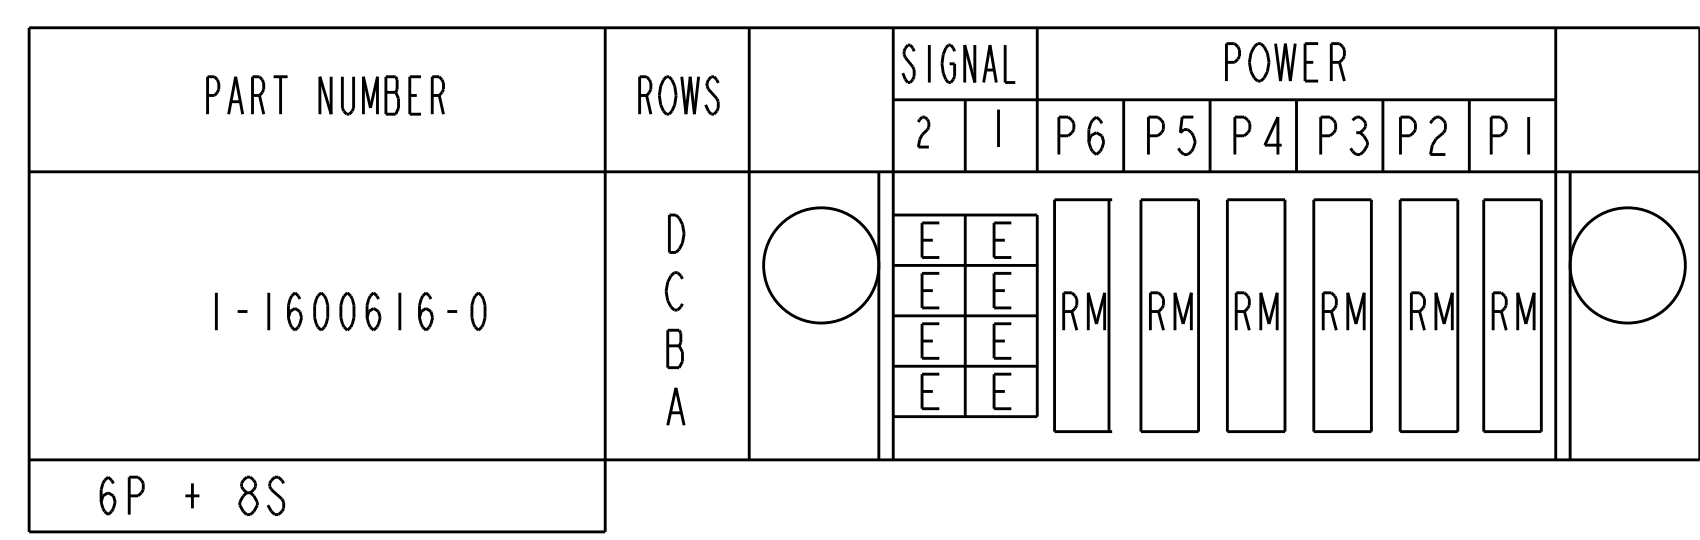 PART NUMBER ROWS SIGNAL POWER
2 1 P6 P5 P4 P3 P2 P1
D E E
C E E
1-1600616-0 RM RM RM RM RM RM
B E E
A E E
6P + 8S